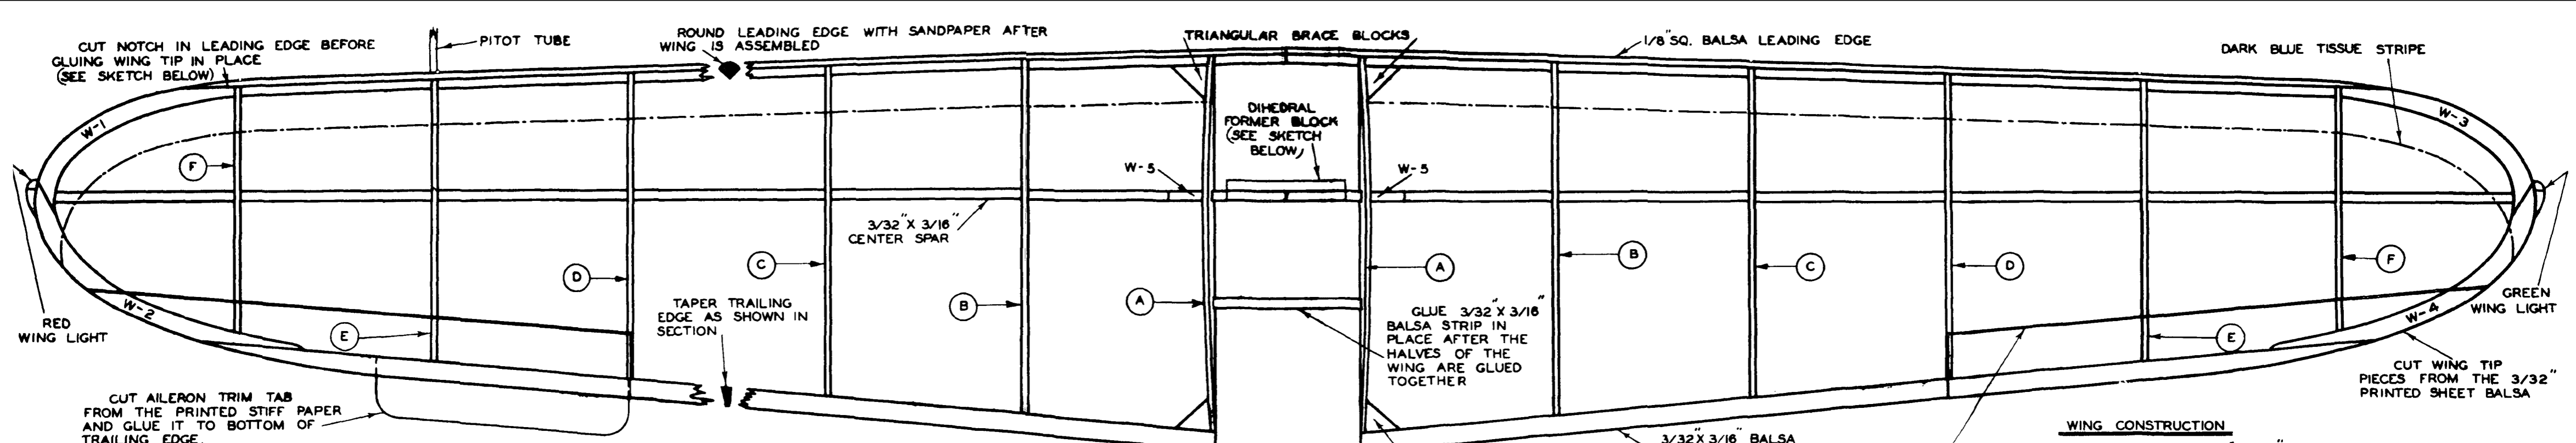 CUT NOTCH IN LEADING EDGE BEFORE
GLUING WING TIP IN PLACE
(SEE SKETCH BELOW)
PITOT TUBE
ROUND LEADING EDGE WITH SANDPAPER AFTER
WING IS ASSEMBLED
TRIANGULAR BRACE BLOCKS
1/8" SQ. BALSA LEADING EDGE
DARK BLUE TISSUE STRIPE
W-1
W-3
DIHEDRAL
FORMER BLOCK
(SEE SKETCH
BELOW)
F
W-5
W-5
3/32" X 3/16"
CENTER SPAR
D
C
B
A
A
B
C
D
F
W-2
RED
WING LIGHT
E
TAPER TRAILING
EDGE AS SHOWN IN
SECTION
GLUE 3/32" X 3/16"
BALSA STRIP IN
PLACE AFTER THE
HALVES OF THE
WING ARE GLUED
TOGETHER
E
W-4
GREEN
WING LIGHT
CUT WING TIP
PIECES FROM THE 3/32"
PRINTED SHEET BALSA
CUT AILERON TRIM TAB
FROM THE PRINTED STIFF PAPER
AND GLUE IT TO BOTTOM OF
TRAILING EDGE.
3/32 X 3/16" BALSA
WING CONSTRUCTION